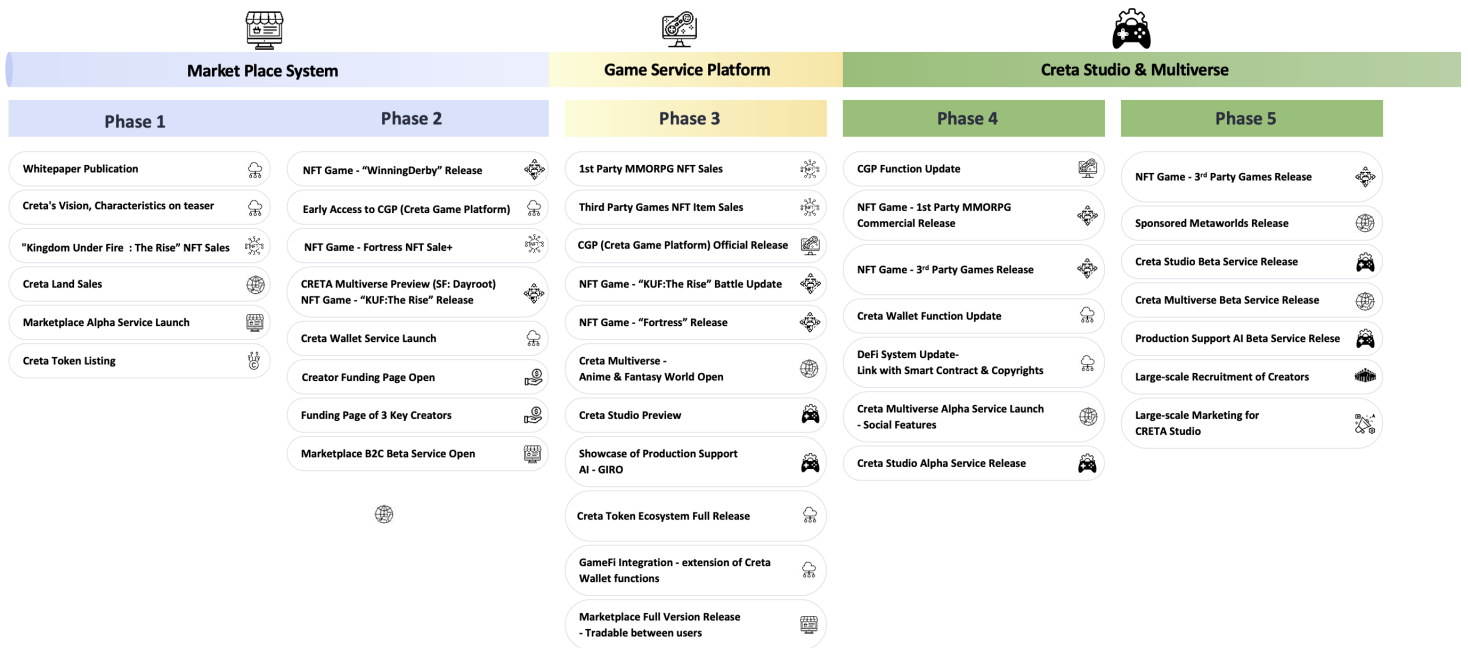 Market Place System
Game Service Platform
Creta Studio & Multiverse
Phase 1
Whitepaper Publication
Creta's Vision, Characteristics on teaser
"Kingdom Under Fire : The Rise” NFT Sales
Creta Land Sales
Marketplace Alpha Service Launch
Creta Token Listing
Phase 2
NFT Game - “WinningDerby” Release
Early Access to CGP (Creta Game Platform)
NFT Game - Fortress NFT Sale+
CRETA Multiverse Preview (SF: Dayroot)
NFT Game - “KUF:The Rise” Release
Creta Wallet Service Launch
Creator Funding Page Open
Funding Page of 3 Key Creators
Marketplace B2C Beta Service Open
Phase 3
1st Party MMORPG NFT Sales
Third Party Games NFT Item Sales
CGP (Creta Game Platform) Official Release
NFT Game - “KUF:The Rise” Battle Update
NFT Game - “Fortress” Release
Creta Multiverse -
Anime & Fantasy World Open
Creta Studio Preview
Showcase of Production Support
AI - GIRO
Creta Token Ecosystem Full Release
GameFi Integration - extension of Creta
Wallet functions
Marketplace Full Version Release
- Tradable between users
Phase 4
CGP Function Update
NFT Game - 1st Party MMORPG
Commercial Release
NFT Game - 3rd Party Games Release
Creta Wallet Function Update
DeFi System Update-
Link with Smart Contract & Copyrights
Creta Multiverse Alpha Service Launch
- Social Features
Creta Studio Alpha Service Release
Phase 5
NFT Game - 3rd Party Games Release
Sponsored Metaworlds Release
Creta Studio Beta Service Release
Creta Multiverse Beta Service Release
Production Support AI Beta Service Relese
Large-scale Recruitment of Creators
Large-scale Marketing for
CRETA Studio